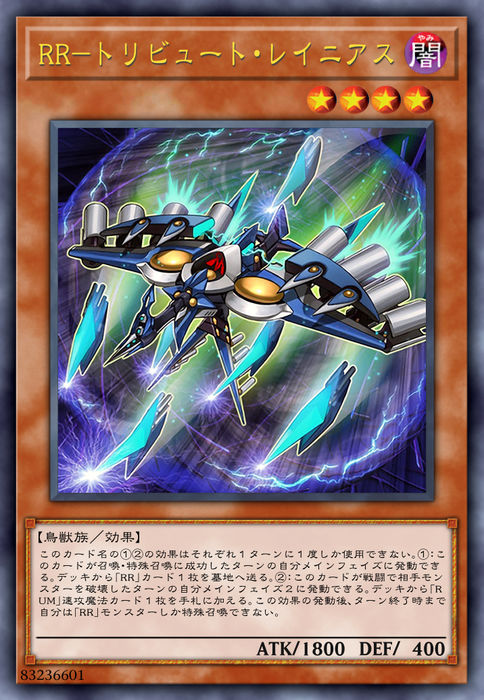 RR－トリビュート・レイニアス
やみ
闇
【鳥獣族／効果】
このカード名の①②の効果はそれぞれ１ターンに１度しか使用できない。①：こ
のカードが召喚・特殊召喚に成功したターンの自分メインフェイズに発動でき
る。デッキから「RR」カード１枚を墓地へ送る。②：このカードが戦闘で相手モンス
ターを破壊したターンの自分メインフェイズ２に発動できる。デッキから「R
UM」速攻魔法カード１枚を手札に加える。この効果の発動後、ターン終了時まで
自分は「RR」モンスターしか特殊召喚できない。
ATK/1800 DEF/ 400
83236601